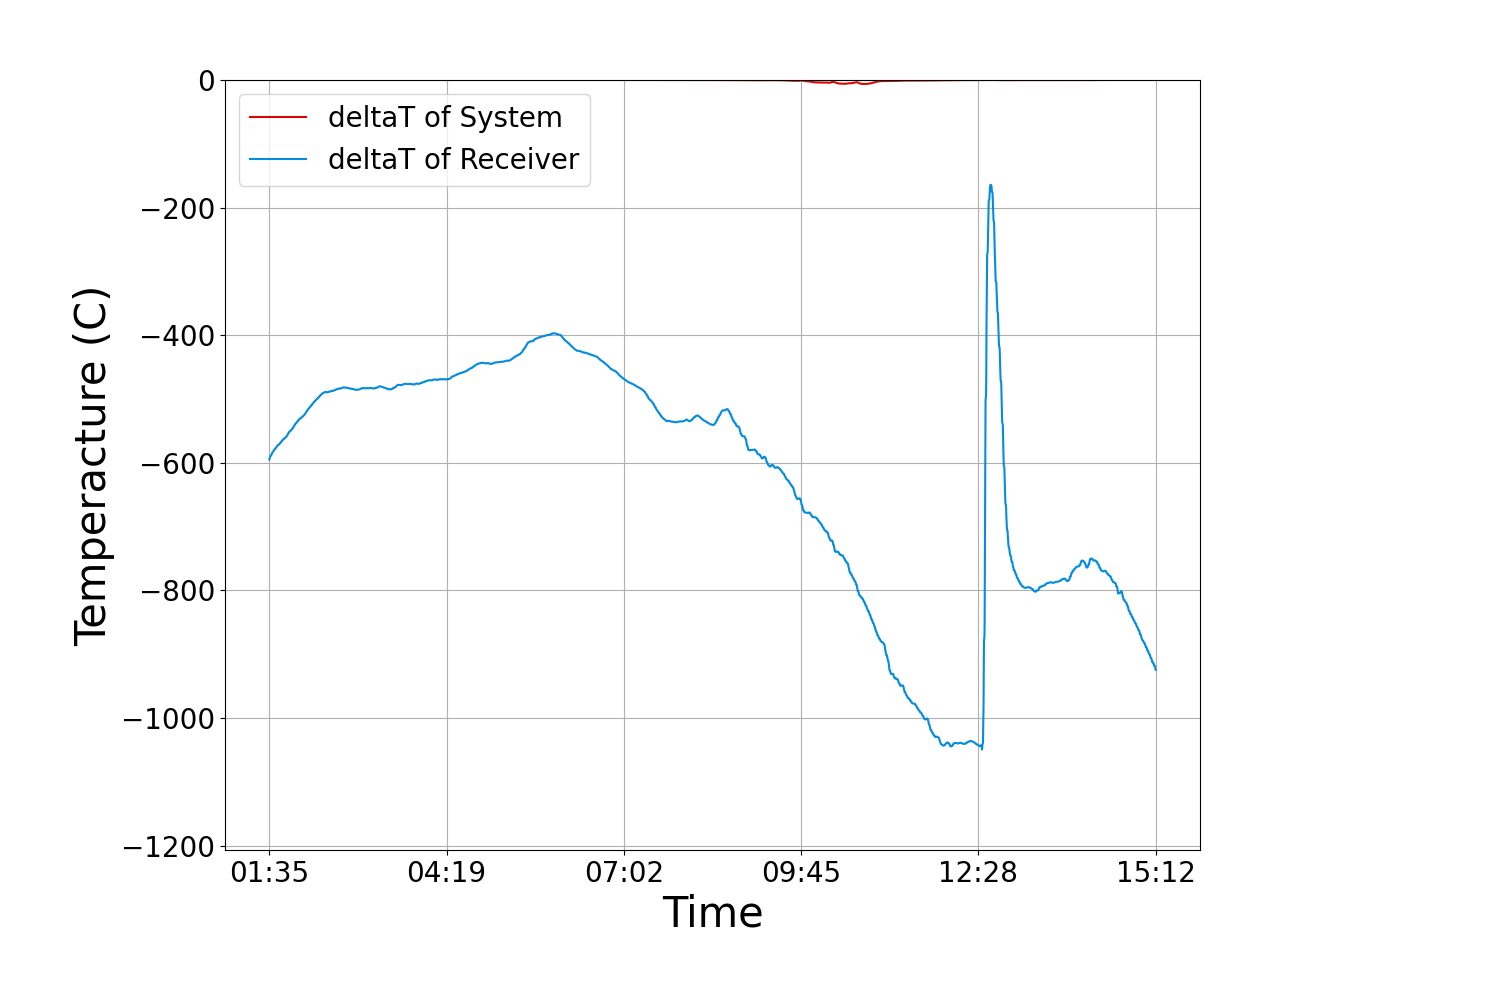 0
deltaT of System
deltaT of Receiver
−200
−400
−600
−800
−1000
−1200
Temperacture (C)
01:35 04:19 07:02 09:45 12:28 15:12
Time